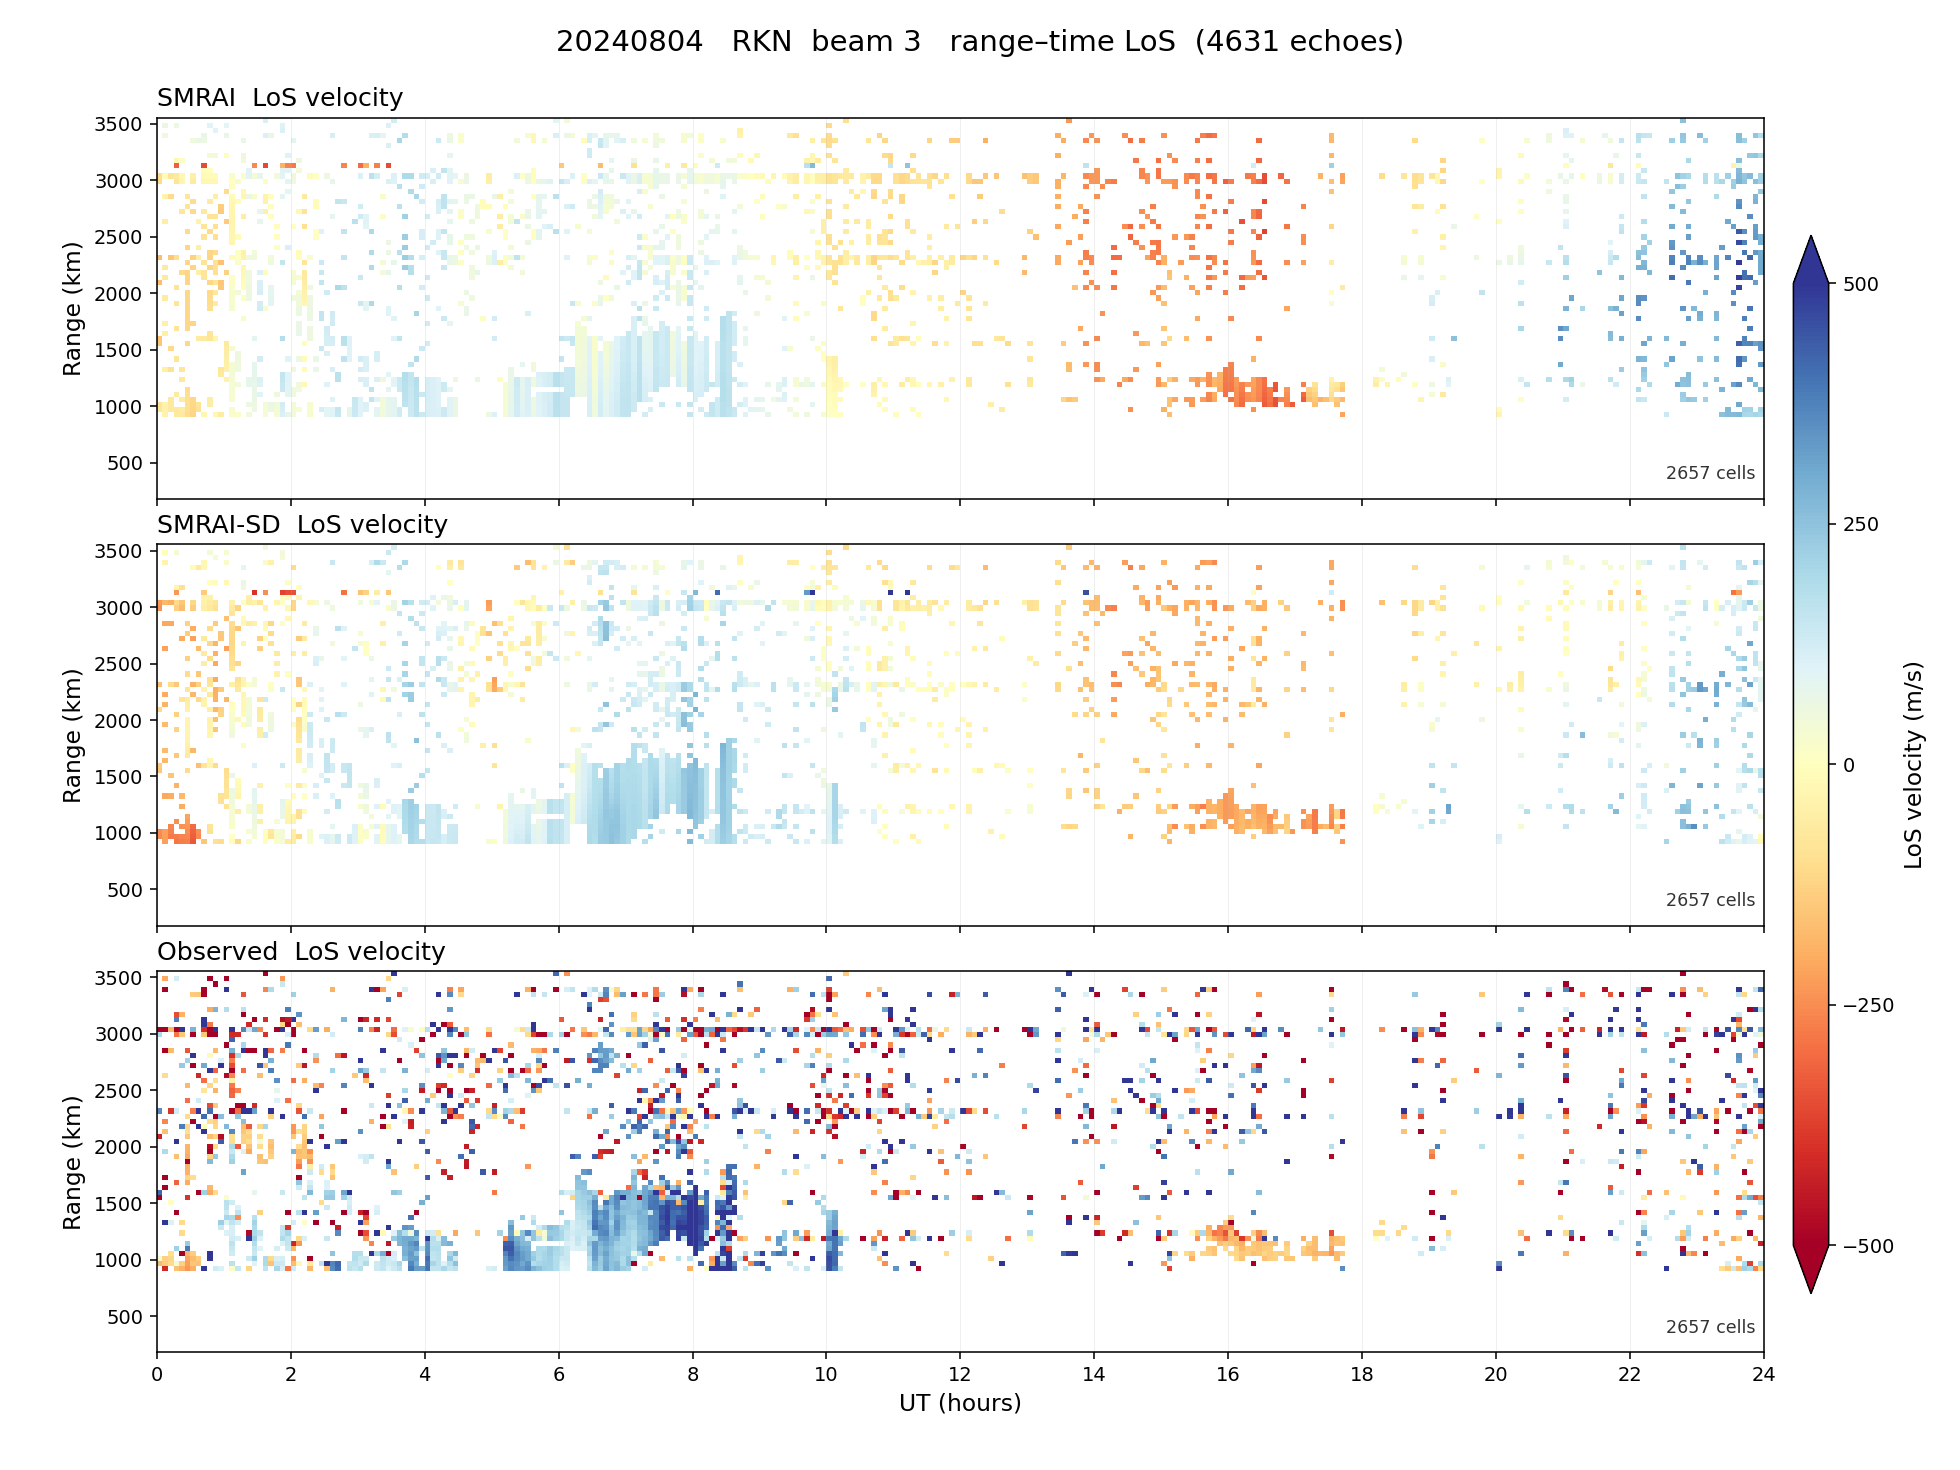 20240804   RKN  beam 3   range–time LoS  (4631 echoes)
SMRAI  LoS velocity
3500
3000
2500
2000
1500
1000
500
Range (km)
2657 cells
SMRAI-SD  LoS velocity
3500
3000
2500
2000
1500
1000
500
Range (km)
2657 cells
Observed  LoS velocity
3500
3000
2500
2000
1500
1000
500
Range (km)
2657 cells
0 2 4 6 8 10 12 14 16 18 20 22 24
UT (hours)
500
250
0
−250
−500
LoS velocity (m/s)